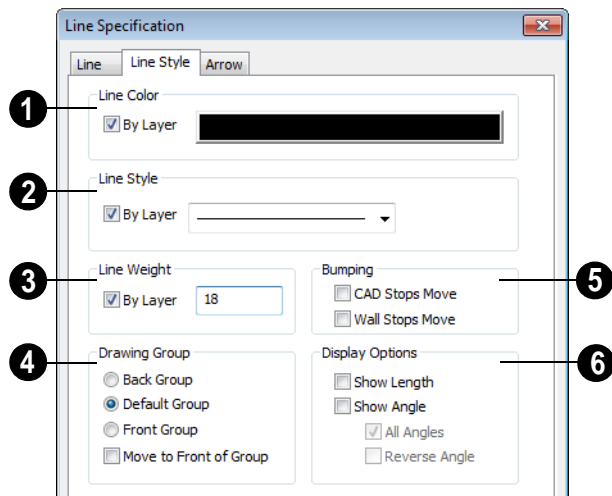 Line Specification
Line Line Style Arrow
1 Line Color
By Layer
2 Line Style
By Layer
3 Line Weight
By Layer 18
Bumping 5
CAD Stops Move
Wall Stops Move
4 Drawing Group
Back Group
Default Group
Front Group
Move to Front of Group
Display Options 6
Show Length
Show Angle
All Angles
Reverse Angle